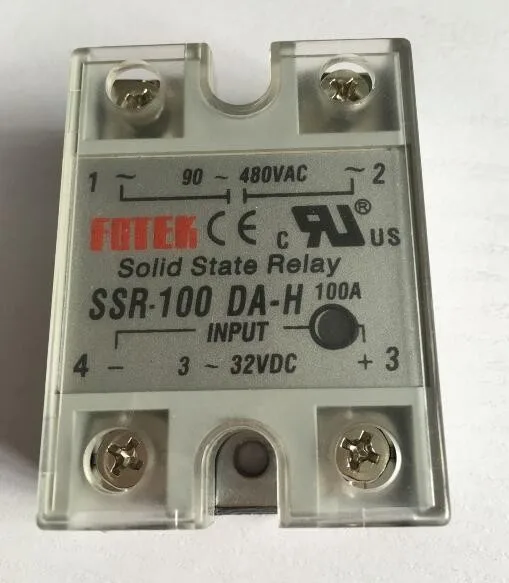 1 ~ 90 ~ 480VAC ~ 2
FOTEK CE c RU ® US
Solid State Relay
SSR-100 DA-H 100A
INPUT
4 - 3 ~ 32VDC + 3